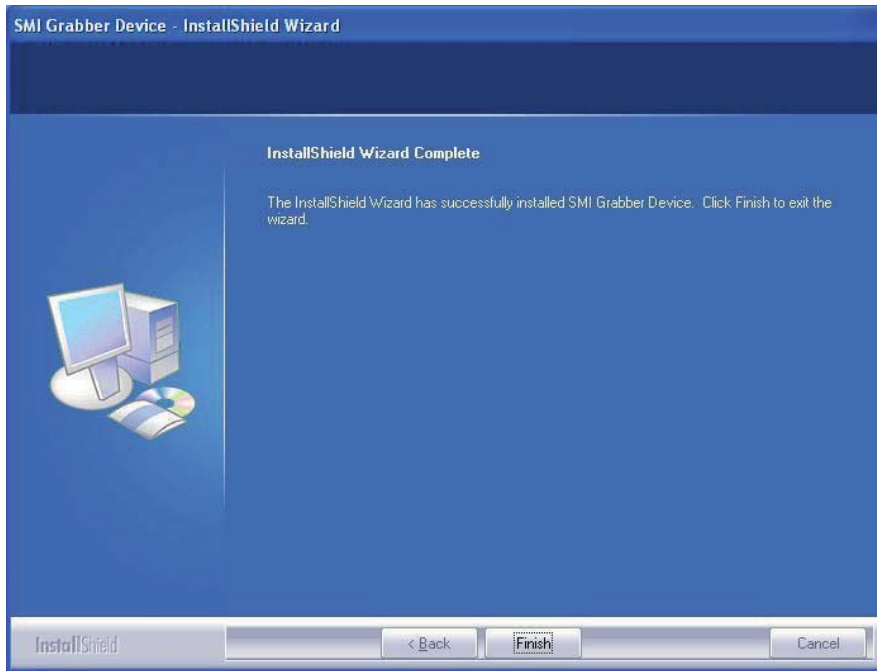 SMI Grabber Device - InstallShield Wizard
InstallShield Wizard Complete
The InstallShield Wizard has successfully installed SMI Grabber Device. Click Finish to exit the
wizard.
InstallShield
< Back Finish Cancel